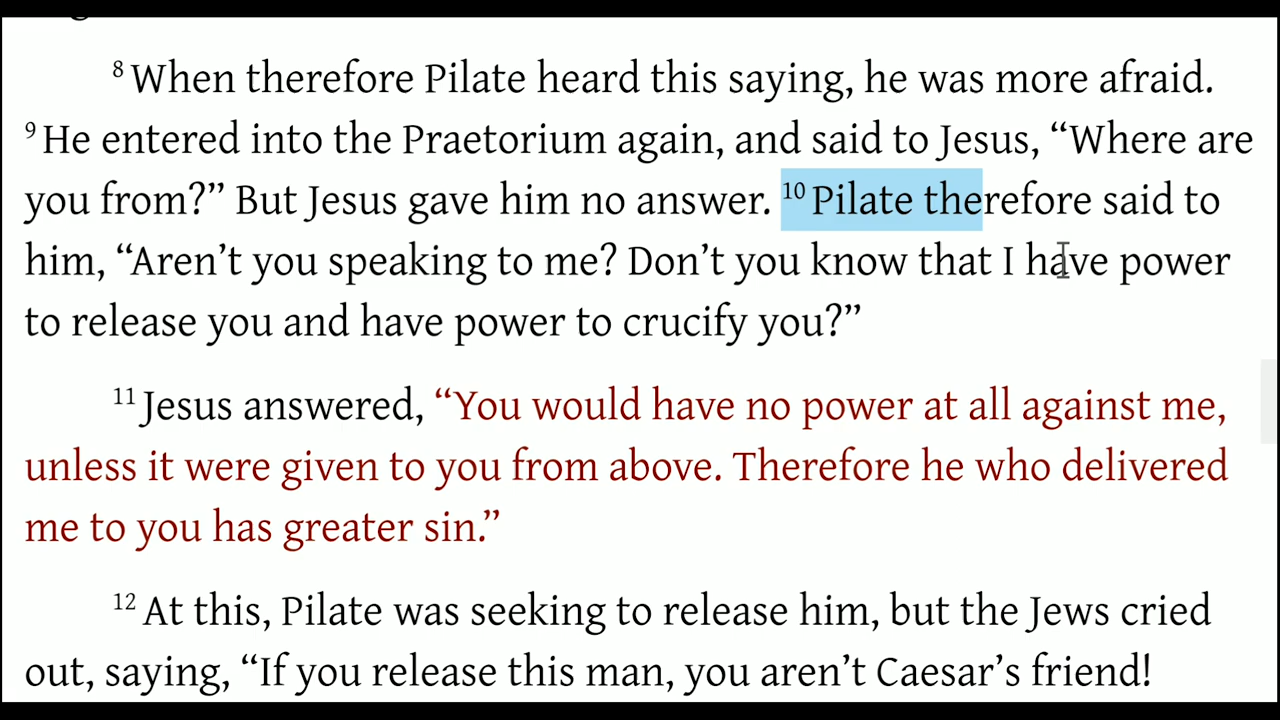 8 When therefore Pilate heard this saying, he was more afraid.
9 He entered into the Praetorium again, and said to Jesus, “Where are
you from?” But Jesus gave him no answer. 10 Pilate therefore said to
him, “Aren’t you speaking to me? Don’t you know that I have power
to release you and have power to crucify you?”
11 Jesus answered, “You would have no power at all against me,
unless it were given to you from above. Therefore he who delivered
me to you has greater sin.”
12 At this, Pilate was seeking to release him, but the Jews cried
out, saying, “If you release this man, you aren’t Caesar’s friend!